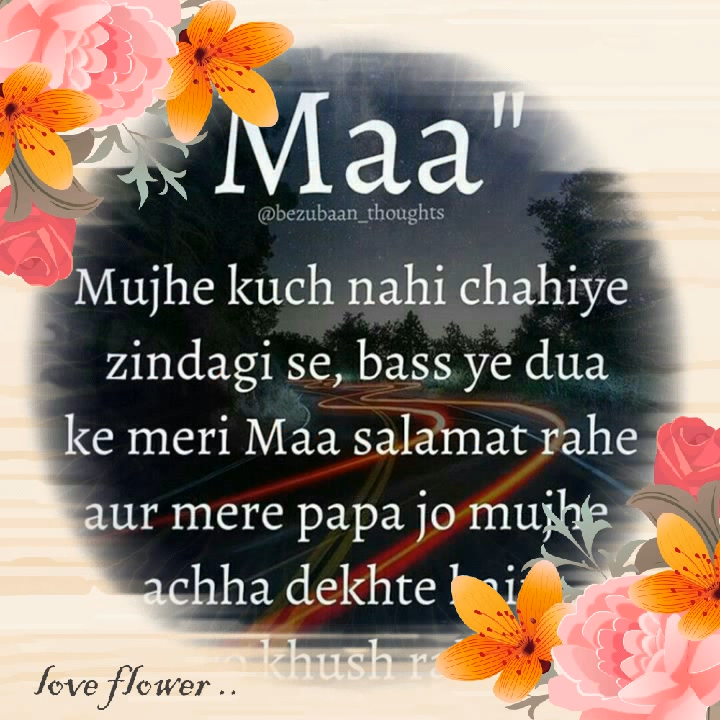 Maa"
@bezubaan_thoughts
Mujhe kuch nahi chahiye
zindagi se, bass ye dua
ke meri Maa salamat rahe
aur mere papa jo mujhe
achha dekhte
khush
love flower ..